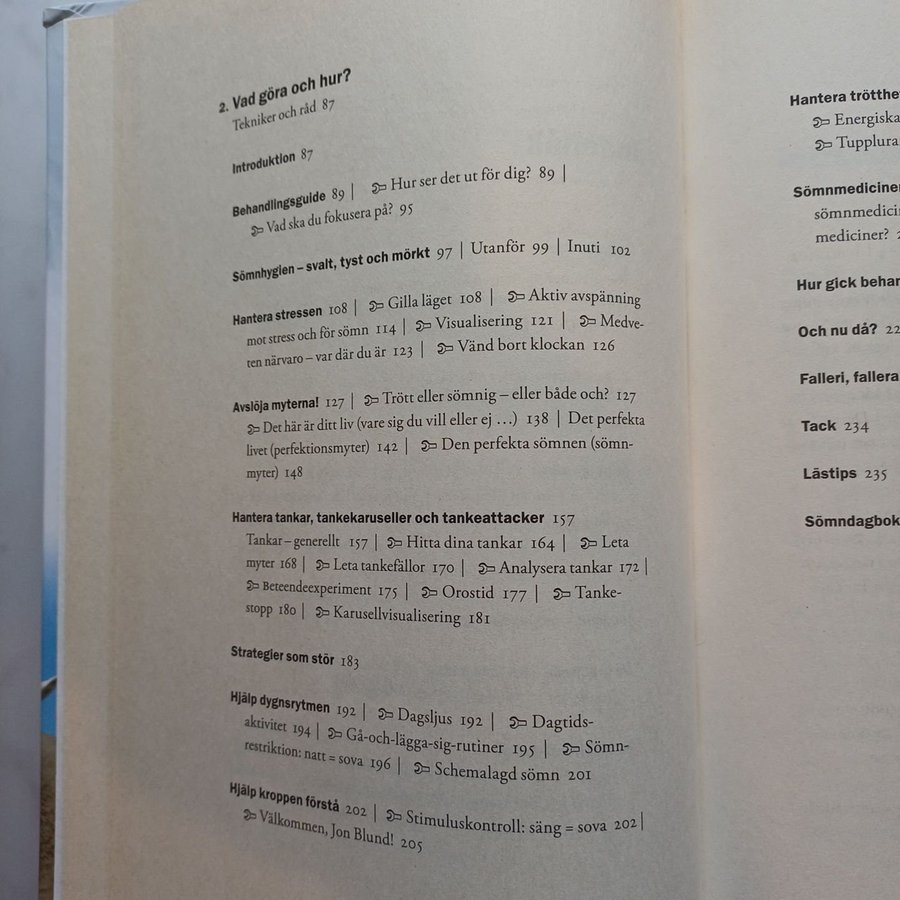 2. Vad göra och hur?
Tekniker och råd 87
Introduktion 87
Behandlingsguide 89 | Hur ser det ut för dig? 89 |
Vad ska du fokusera på? 95
Sömnhygien – svalt, tyst och mörkt 97 | Utanför 99 | Inuti 102
Hantera stressen 108 | Gilla läget 108 | Aktiv avspänning
mot stress och för sömn 114 | Visualisering 121 | Medve-
ten närvaro – var där du är 123 | Vänd bort klockan 126
Avslöja myterna! 127 | Trött eller sömnig – eller både och? 127
Det här är ditt liv (vare sig du vill eller ej …) 138 | Det perfekta
livet (perfektionsmyter) 142 | Den perfekta sömnen (sömn-
myter) 148
Hantera tankar, tankekaruseller och tankeattacker 157
Tankar – generellt 157 | Hitta dina tankar 164 | Leta
myter 168 | Leta tankefällor 170 | Analysera tankar 172 |
Beteendeexperiment 175 | Orostid 177 | Tanke-
stopp 180 | Karusellvisualisering 181
Strategier som stör 183
Hjälp dygnsrytmen 192 | Dagsljus 192 | Dagtids-
aktivitet 194 | Gå-och-lägga-sig-rutiner 195 | Sömn-
restriktion: natt = sova 196 | Schemalagd sömn 201
Hjälp kroppen förstå 202 | Stimuluskontroll: säng = sova 202 |
Välkommen, Jon Blund! 205
Hantera trötthe
Energiska
Tupplura
Sömnmediciner
sömnmedici
mediciner? 2
Hur gick behan
Och nu då? 22
Falleri, fallera
Tack 234
Lästips 235
Sömndagbok